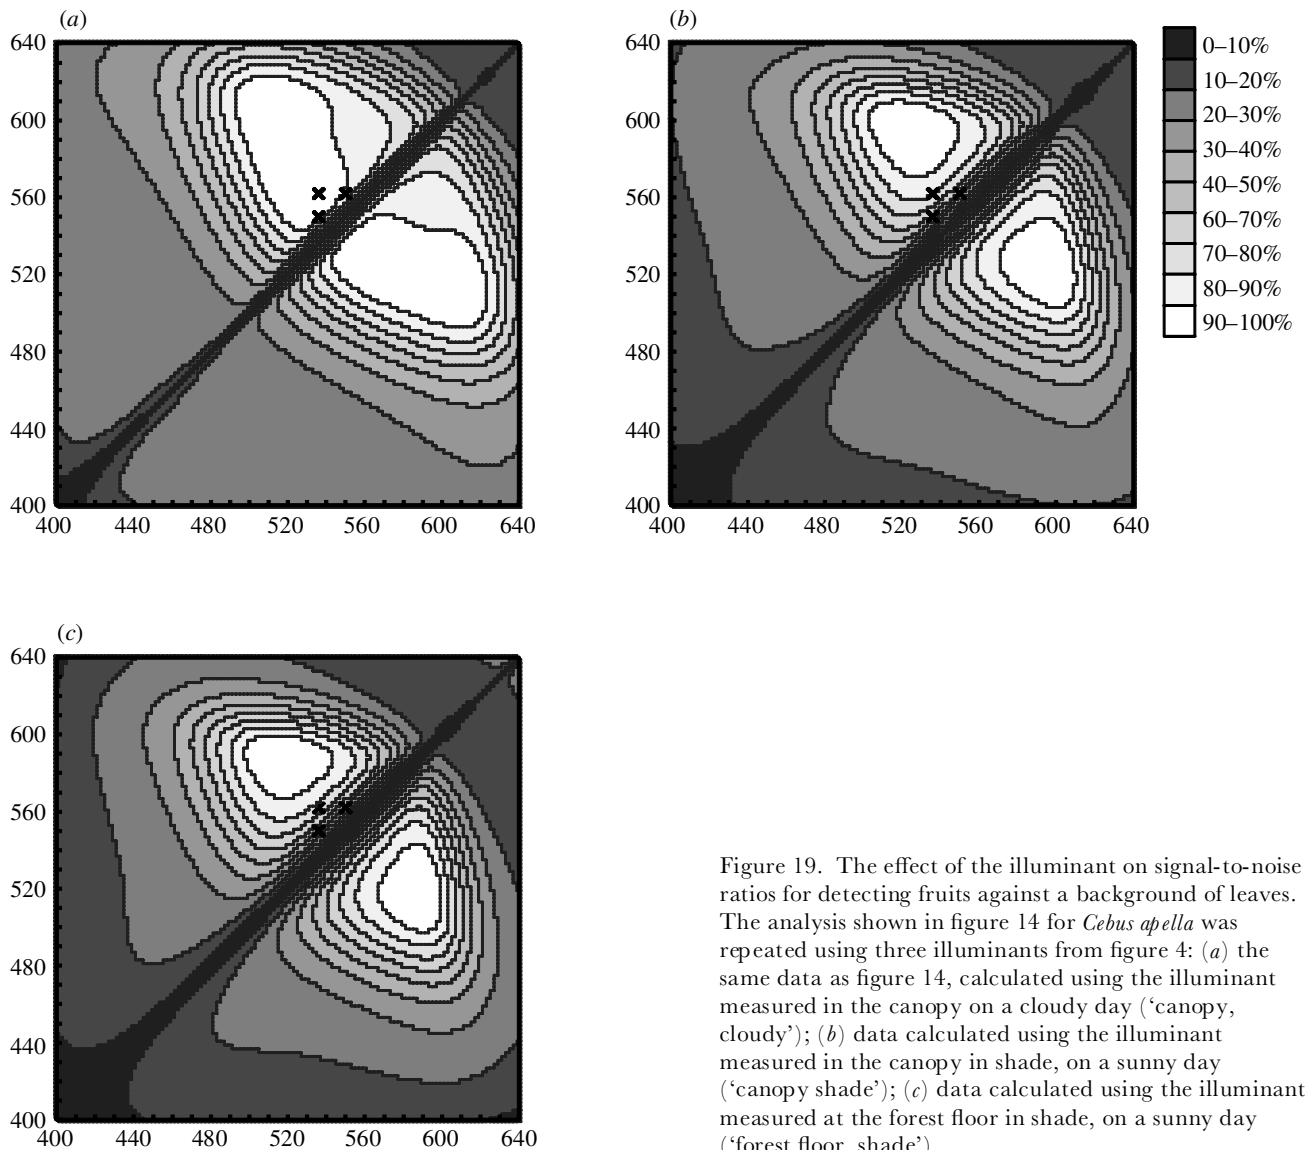 (a)
640
600
560
520
480
440
400
400 440 480 520 560 600 640
(b)
640
600
560
520
480
440
400
400 440 480 520 560 600 640
0–10%
10–20%
20–30%
30–40%
40–50%
60–70%
70–80%
80–90%
90–100%
(c)
640
600
560
520
480
440
400
400 440 480 520 560 600 640
Figure 19. The effect of the illuminant on signal-to-noise
ratios for detecting fruits against a background of leaves.
The analysis shown in figure 14 for Cebus apella was
repeated using three illuminants from figure 4: (a) the
same data as figure 14, calculated using the illuminant
measured in the canopy on a cloudy day (‘canopy,
cloudy’); (b) data calculated using the illuminant
measured in the canopy in shade, on a sunny day
(‘canopy shade’); (c) data calculated using the illuminant
measured at the forest floor in shade, on a sunny day
(‘forest floor, shade’)